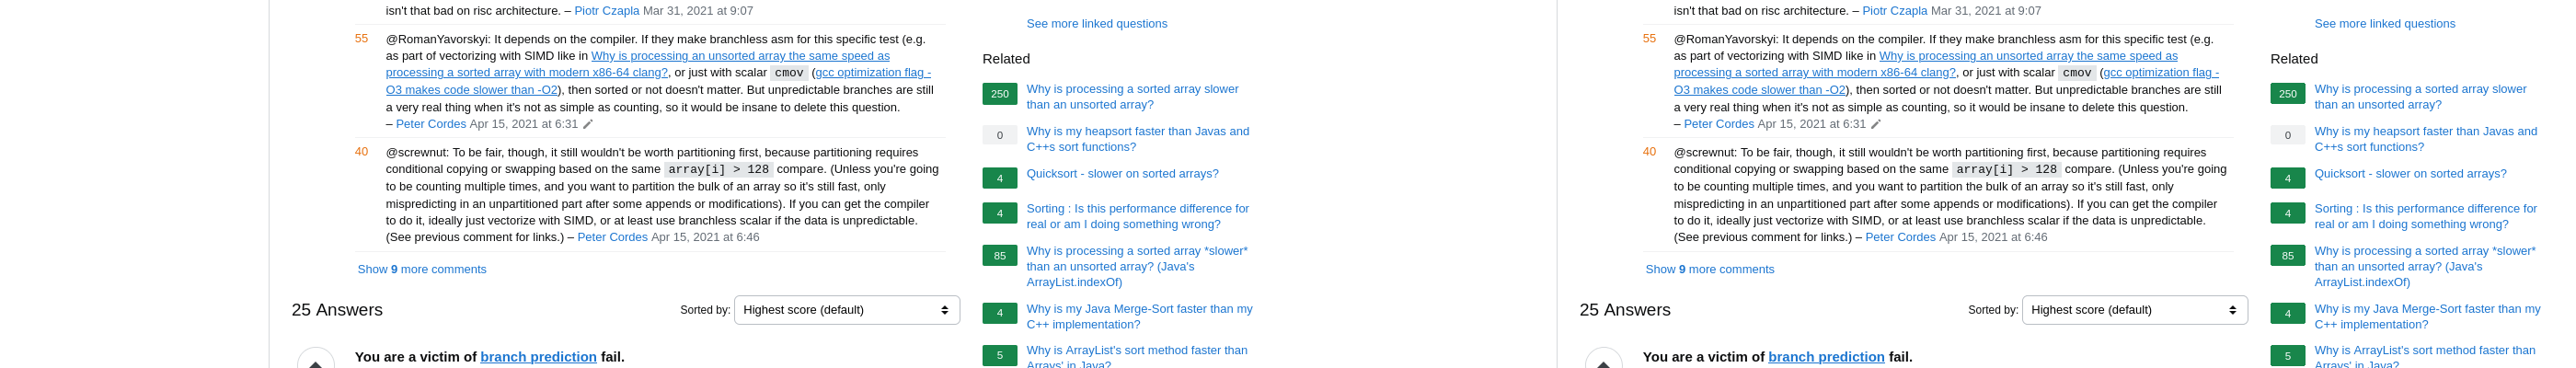 isn't that bad on risc architecture. – Piotr Czapla Mar 31, 2021 at 9:07
55
@RomanYavorskyi: It depends on the compiler. If they make branchless asm for this specific test (e.g.
as part of vectorizing with SIMD like in Why is processing an unsorted array the same speed as
processing a sorted array with modern x86-64 clang?, or just with scalar cmov (gcc optimization flag -
O3 makes code slower than -O2), then sorted or not doesn't matter. But unpredictable branches are still
a very real thing when it's not as simple as counting, so it would be insane to delete this question.
– Peter Cordes Apr 15, 2021 at 6:31
40
@screwnut: To be fair, though, it still wouldn't be worth partitioning first, because partitioning requires
conditional copying or swapping based on the same array[i] > 128 compare. (Unless you're going
to be counting multiple times, and you want to partition the bulk of an array so it's still fast, only
mispredicting in an unpartitioned part after some appends or modifications). If you can get the compiler
to do it, ideally just vectorize with SIMD, or at least use branchless scalar if the data is unpredictable.
(See previous comment for links.) – Peter Cordes Apr 15, 2021 at 6:46
Show 9 more comments
25 Answers
Sorted by: Highest score (default)
You are a victim of branch prediction fail.
See more linked questions
Related
250
Why is processing a sorted array slower
than an unsorted array?
0
Why is my heapsort faster than Javas and
C++s sort functions?
4
Quicksort - slower on sorted arrays?
4
Sorting : Is this performance difference for
real or am I doing something wrong?
85
Why is processing a sorted array *slower*
than an unsorted array? (Java's
ArrayList.indexOf)
4
Why is my Java Merge-Sort faster than my
C++ implementation?
5
Why is ArrayList's sort method faster than
Arrays' in Java?
isn't that bad on risc architecture. – Piotr Czapla Mar 31, 2021 at 9:07
55
@RomanYavorskyi: It depends on the compiler. If they make branchless asm for this specific test (e.g.
as part of vectorizing with SIMD like in Why is processing an unsorted array the same speed as
processing a sorted array with modern x86-64 clang?, or just with scalar cmov (gcc optimization flag -
O3 makes code slower than -O2), then sorted or not doesn't matter. But unpredictable branches are still
a very real thing when it's not as simple as counting, so it would be insane to delete this question.
– Peter Cordes Apr 15, 2021 at 6:31
40
@screwnut: To be fair, though, it still wouldn't be worth partitioning first, because partitioning requires
conditional copying or swapping based on the same array[i] > 128 compare. (Unless you're going
to be counting multiple times, and you want to partition the bulk of an array so it's still fast, only
mispredicting in an unpartitioned part after some appends or modifications). If you can get the compiler
to do it, ideally just vectorize with SIMD, or at least use branchless scalar if the data is unpredictable.
(See previous comment for links.) – Peter Cordes Apr 15, 2021 at 6:46
Show 9 more comments
25 Answers
Sorted by: Highest score (default)
You are a victim of branch prediction fail.
See more linked questions
Related
250
Why is processing a sorted array slower
than an unsorted array?
0
Why is my heapsort faster than Javas and
C++s sort functions?
4
Quicksort - slower on sorted arrays?
4
Sorting : Is this performance difference for
real or am I doing something wrong?
85
Why is processing a sorted array *slower*
than an unsorted array? (Java's
ArrayList.indexOf)
4
Why is my Java Merge-Sort faster than my
C++ implementation?
5
Why is ArrayList's sort method faster than
Arrays' in Java?